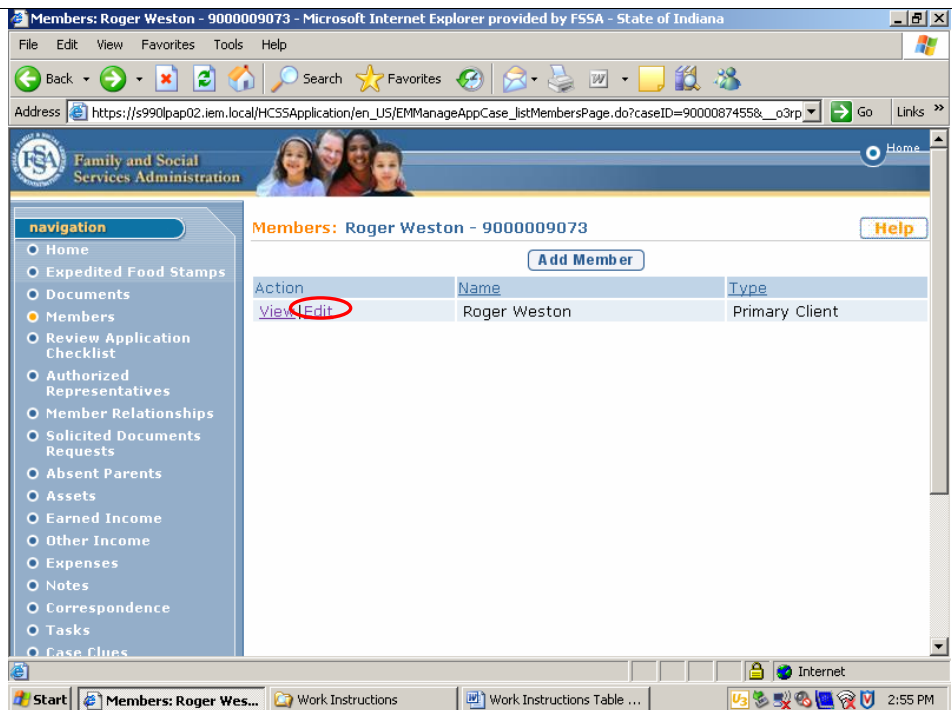 Members: Roger Weston - 9000009073 - Microsoft Internet Explorer provided by FSSA - State of Indiana
File Edit View Favorites Tools Help
Back Search Favorites
Address https://s990lpap02.iem.local/HCSSApplication/en_US/EMManageAppCase_listMembersPage.do?caseID=9000087455&__o3rp Go Links »
FSSA Family and Social
Services Administration
Home
navigation
Home
Expedited Food Stamps
Documents
Members
Review Application
Checklist
Authorized
Representatives
Member Relationships
Solicited Documents
Requests
Absent Parents
Assets
Earned Income
Other Income
Expenses
Notes
Correspondence
Tasks
Case Clues
Members: Roger Weston - 9000009073
Help
Add Member
Action Name Type
View | Edit Roger Weston Primary Client
Internet
Start Members: Roger Wes... Work Instructions Work Instructions Table ... 2:55 PM